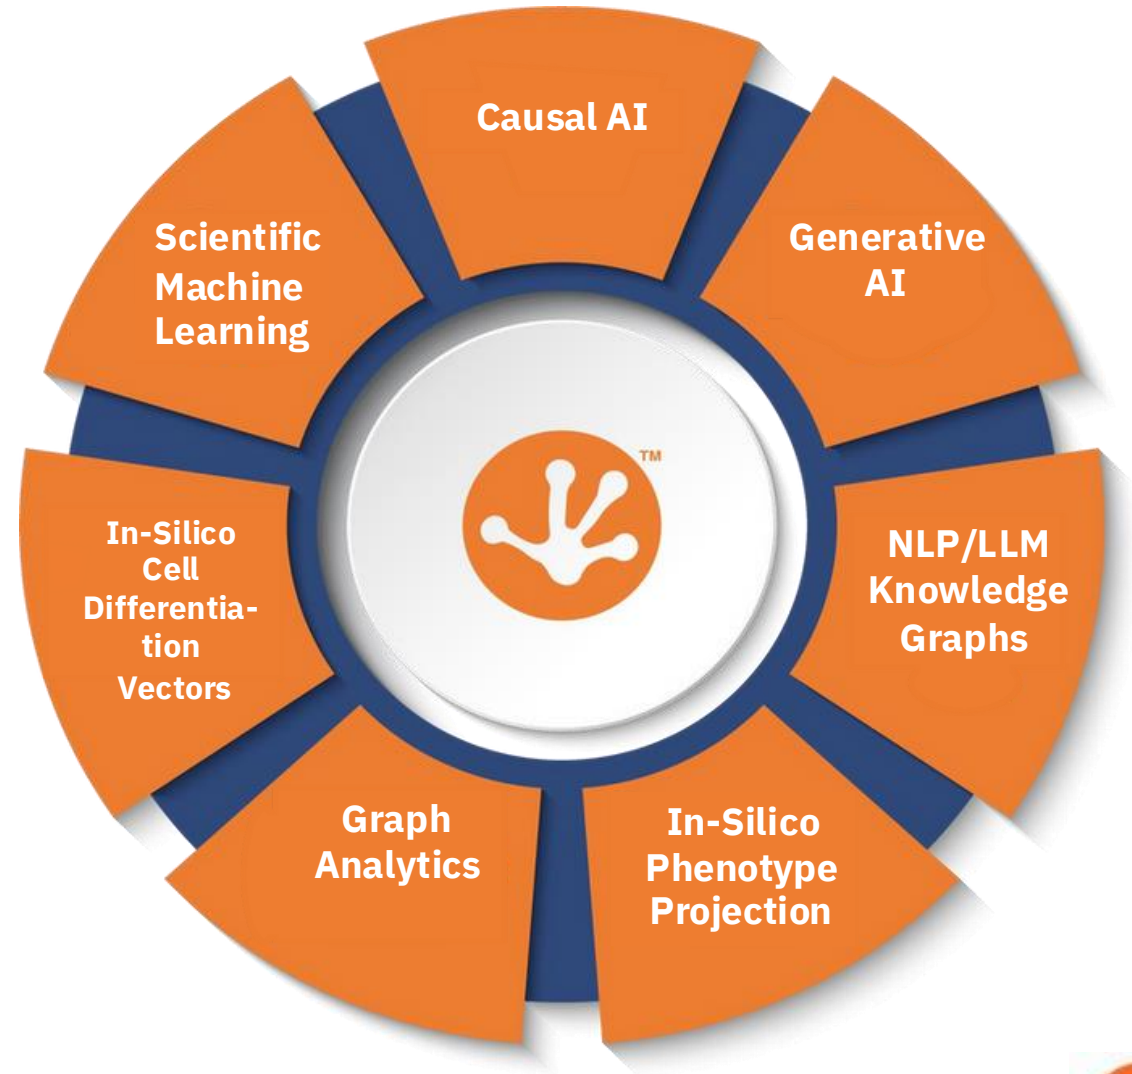 Causal AI
Generative
AI
NLP/LLM
Knowledge
Graphs
In-Silico
Phenotype
Projection
Graph
Analytics
In-Silico
Cell
Differentia-
tion
Vectors
Scientific
Machine
Learning
TM